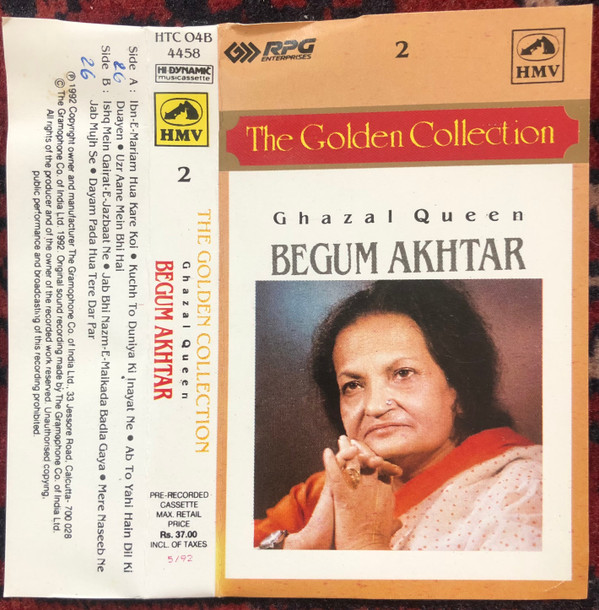 Side A : Ibn-E-Mariam Hua Kare Koi • Kuchh To Duniya Ki Inayat Ne • Ab To Yahi Hain Dil Ki
26 Duayen • Uzr Aane Mein Bhi Hai
Side B : Ishq Mein Gairat-E-Jazbaat Ne • Jab Bhi Nazm-E-Maikada Badla Gaya • Mere Naseeb Ne
26 Jab Mujh Se • Dayam Pada Hua Tere Dar Par
℗ 1992 Copyright owner and manufacturer The Gramophone Co. of India Ltd., 33 Jessore Road, Calcutta- 700 028
© The Gramophone Co. of India Ltd. 1992. Original sound recording made by The Gramophone Co. of India Ltd.
All rights of the producer and of the owner of the recorded work reserved. Unauthorised copying,
public performance and broadcasting of this recording prohibited.
HTC 04B
4458
HI-DYNAMIC
musicassette
HMV
2
THE GOLDEN COLLECTION
Ghazal Queen
BEGUM AKHTAR
PRE-RECORDED
CASSETTE
MAX. RETAIL
PRICE
Rs. 37.00
INCL. OF TAXES
5/92
RPG
ENTERPRISES
2
HMV
The Golden Collection
Ghazal Queen
BEGUM AKHTAR